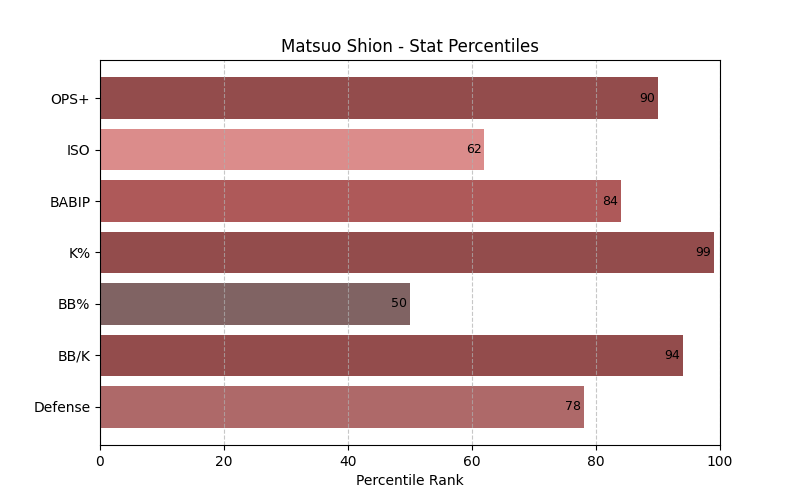 Matsuo Shion - Stat Percentiles
OPS+ 90
ISO 62
BABIP 84
K% 99
BB% 50
BB/K 94
Defense 78
0 20 40 60 80 100
Percentile Rank